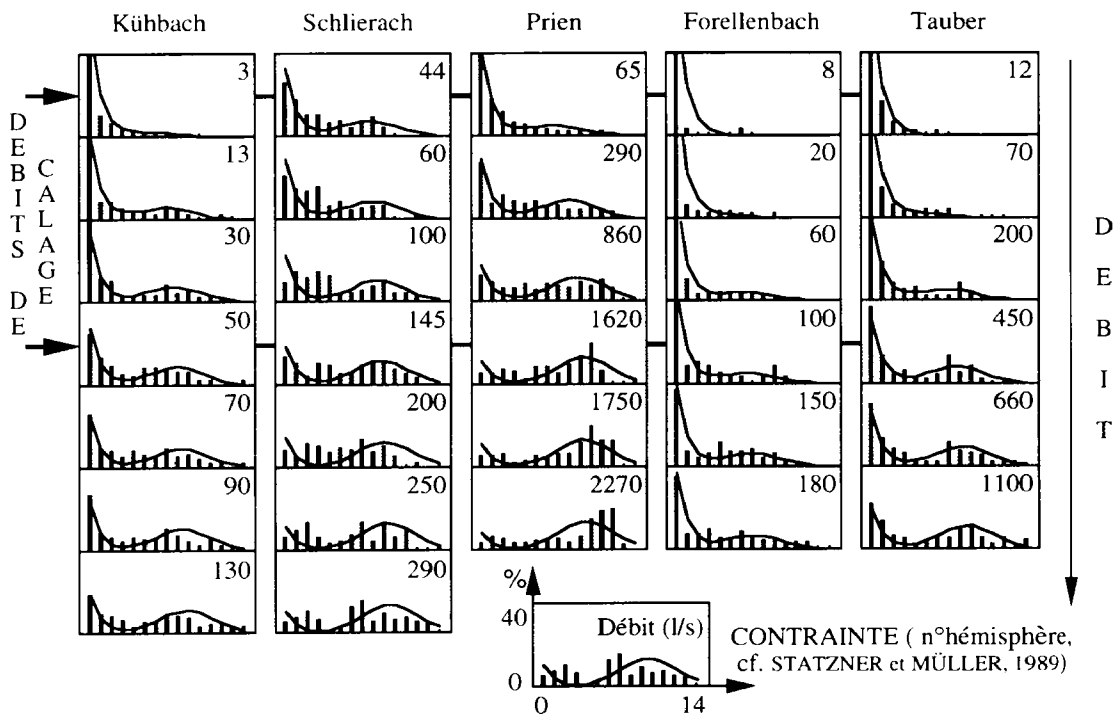 Kühbach Schlierach Prien Forellenbach Tauber
3 44 65 8 12
13 60 290 20 70
30 100 860 60 200
50 145 1620 100 450
70 200 1750 150 660
90 250 2270 180 1100
130 290
DEBITS DE
CALAGE
DEBIT
%
40
Débit (l/s)
0
0 14
CONTRAINTE ( n°hémisphère,
cf. STATZNER et MÜLLER, 1989)